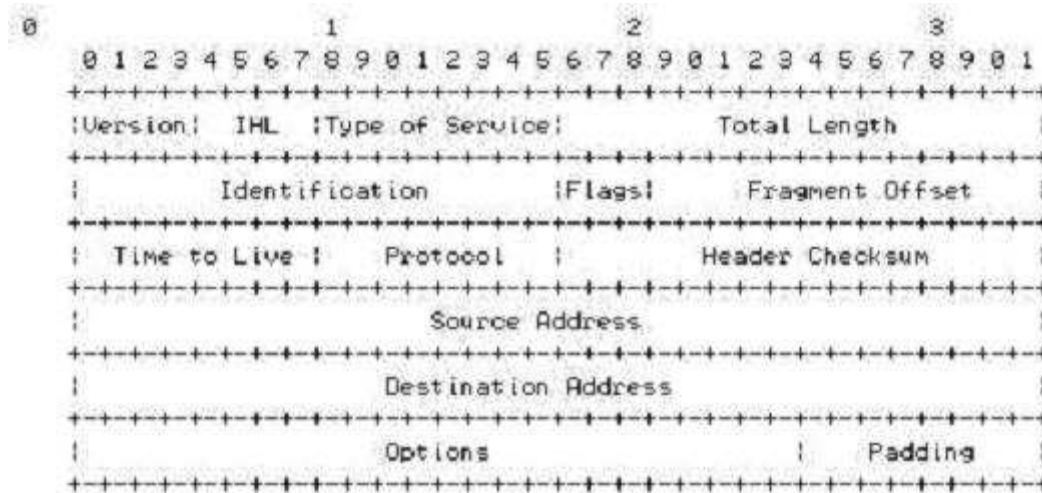 0 1 2 3
0 1 2 3 4 5 6 7 8 9 0 1 2 3 4 5 6 7 8 9 0 1 2 3 4 5 6 7 8 9 0 1
+-+-+-+-+-+-+-+-+-+-+-+-+-+-+-+-+-+-+-+-+-+-+-+-+-+-+-+-+-+-+-+-
|Version| IHL |Type of Service| Total Length |
+-+-+-+-+-+-+-+-+-+-+-+-+-+-+-+-+-+-+-+-+-+-+-+-+-+-+-+-+-+-+-+-
| Identification |Flags| Fragment Offset |
+-+-+-+-+-+-+-+-+-+-+-+-+-+-+-+-+-+-+-+-+-+-+-+-+-+-+-+-+-+-+-+-
| Time to Live | Protocol | Header Checksum |
+-+-+-+-+-+-+-+-+-+-+-+-+-+-+-+-+-+-+-+-+-+-+-+-+-+-+-+-+-+-+-+-
| Source Address |
+-+-+-+-+-+-+-+-+-+-+-+-+-+-+-+-+-+-+-+-+-+-+-+-+-+-+-+-+-+-+-+-
| Destination Address |
+-+-+-+-+-+-+-+-+-+-+-+-+-+-+-+-+-+-+-+-+-+-+-+-+-+-+-+-+-+-+-+-
| Options | Padding |
+-+-+-+-+-+-+-+-+-+-+-+-+-+-+-+-+-+-+-+-+-+-+-+-+-+-+-+-+-+-+-+-